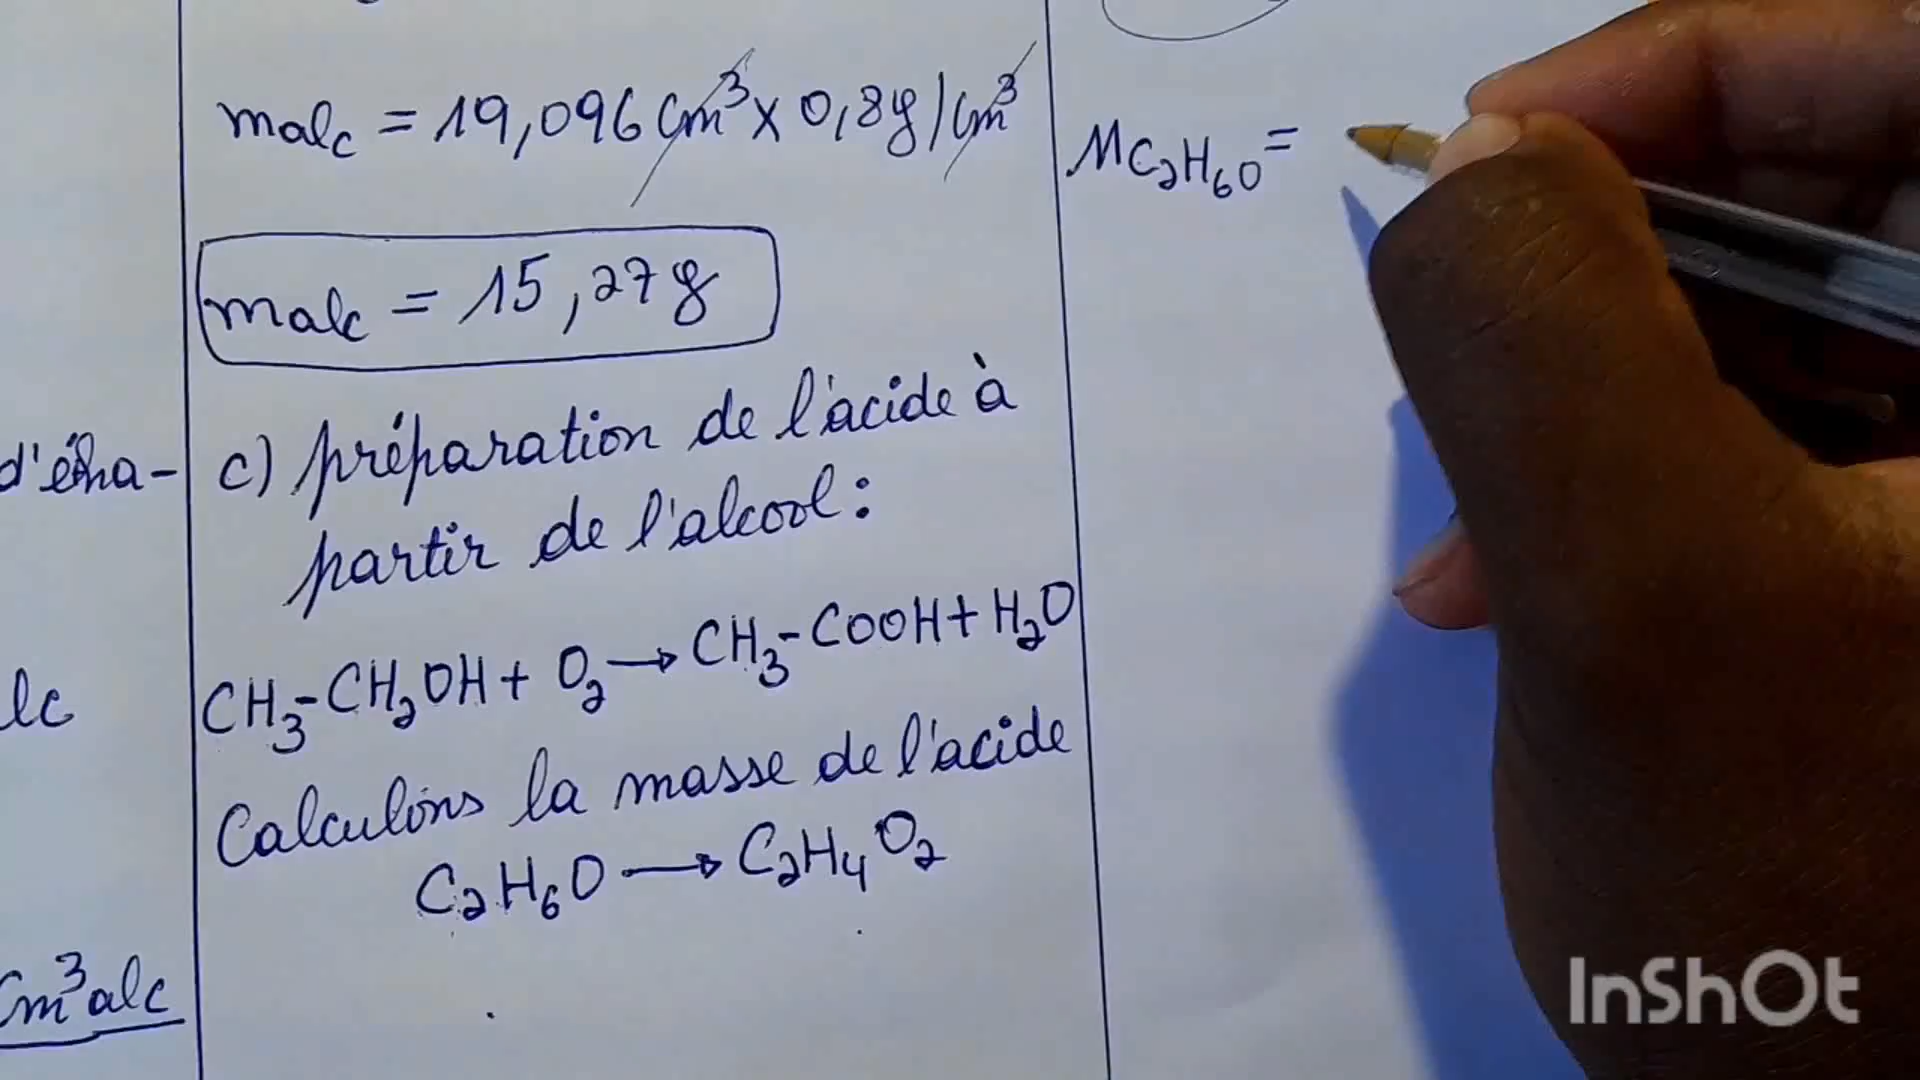 malc = 19,096 cm³ x 0,8g/cm³
malc = 15,27g
c) préparation de l'acide à
partir de l'alcool:
CH₃-CH₂OH + O₂ → CH₃-COOH + H₂O
Calculons la masse de l'acide
C₂H₆O → C₂H₄O₂
d'étha-
lc
cm³alc
MC₂H₆O =
InShOt